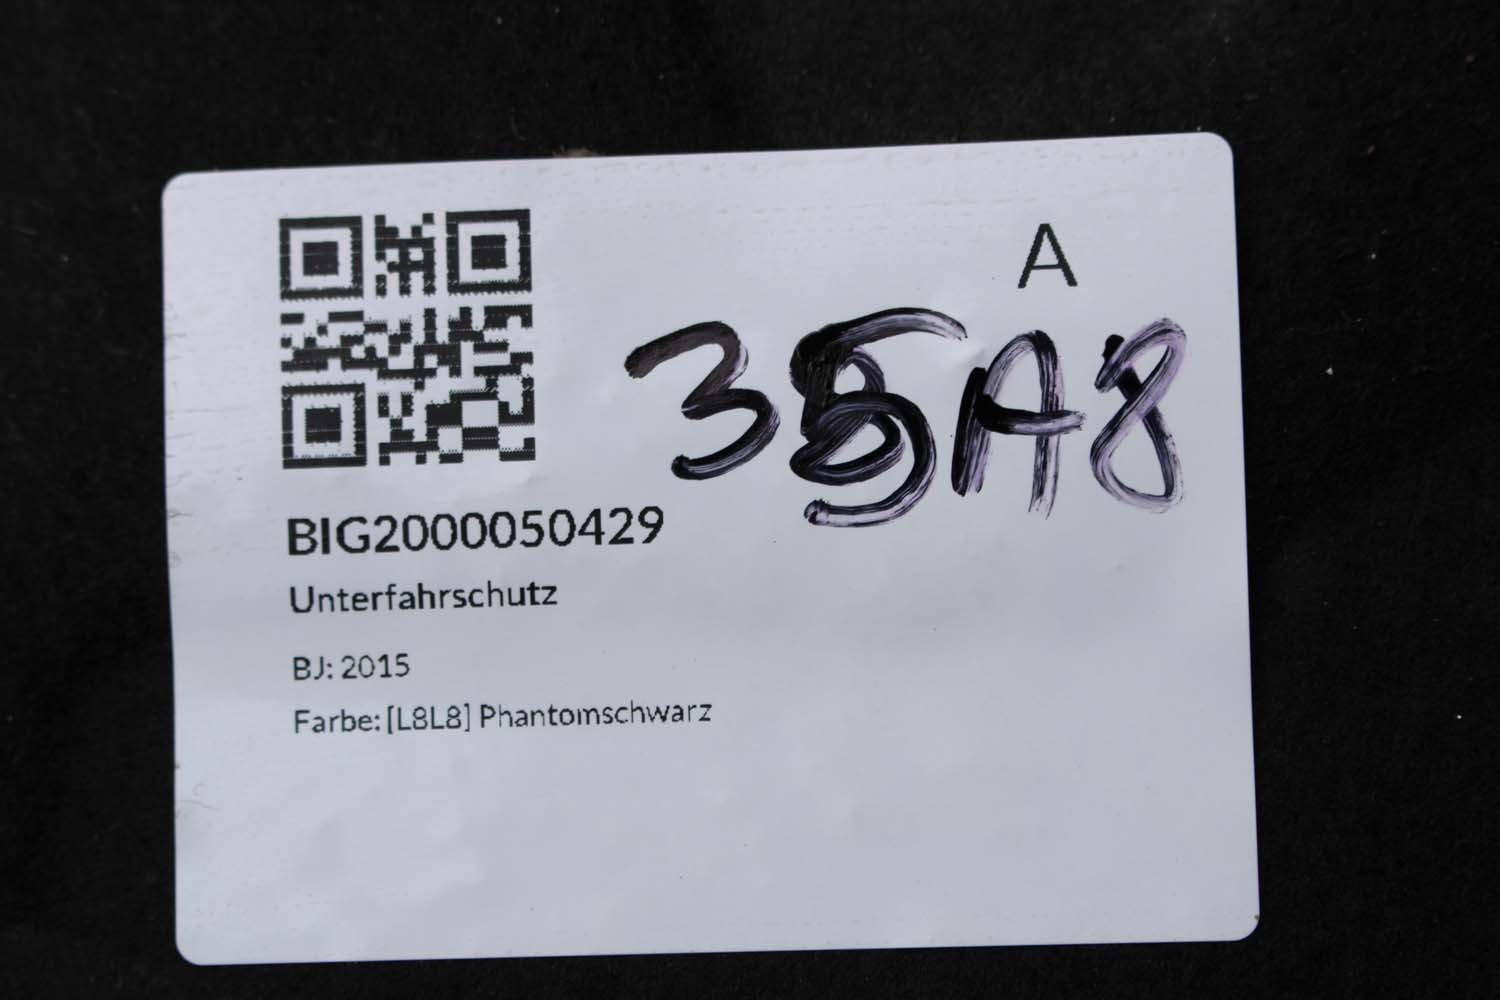 A
35A8
BIG2000050429
Unterfahrschutz
BJ: 2015
Farbe: [L8L8] Phantomschwarz